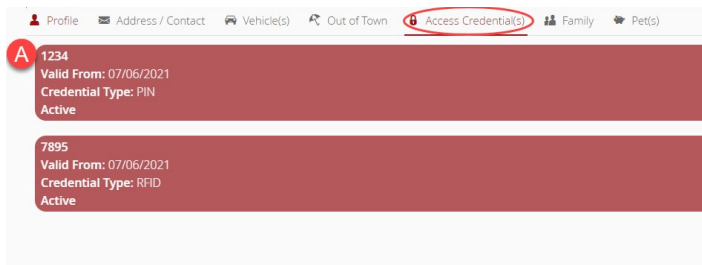 Profile Address / Contact Vehicle(s) Out of Town Access Credential(s) Family Pet(s)
A
1234
Valid From: 07/06/2021
Credential Type: PIN
Active
7895
Valid From: 07/06/2021
Credential Type: RFID
Active